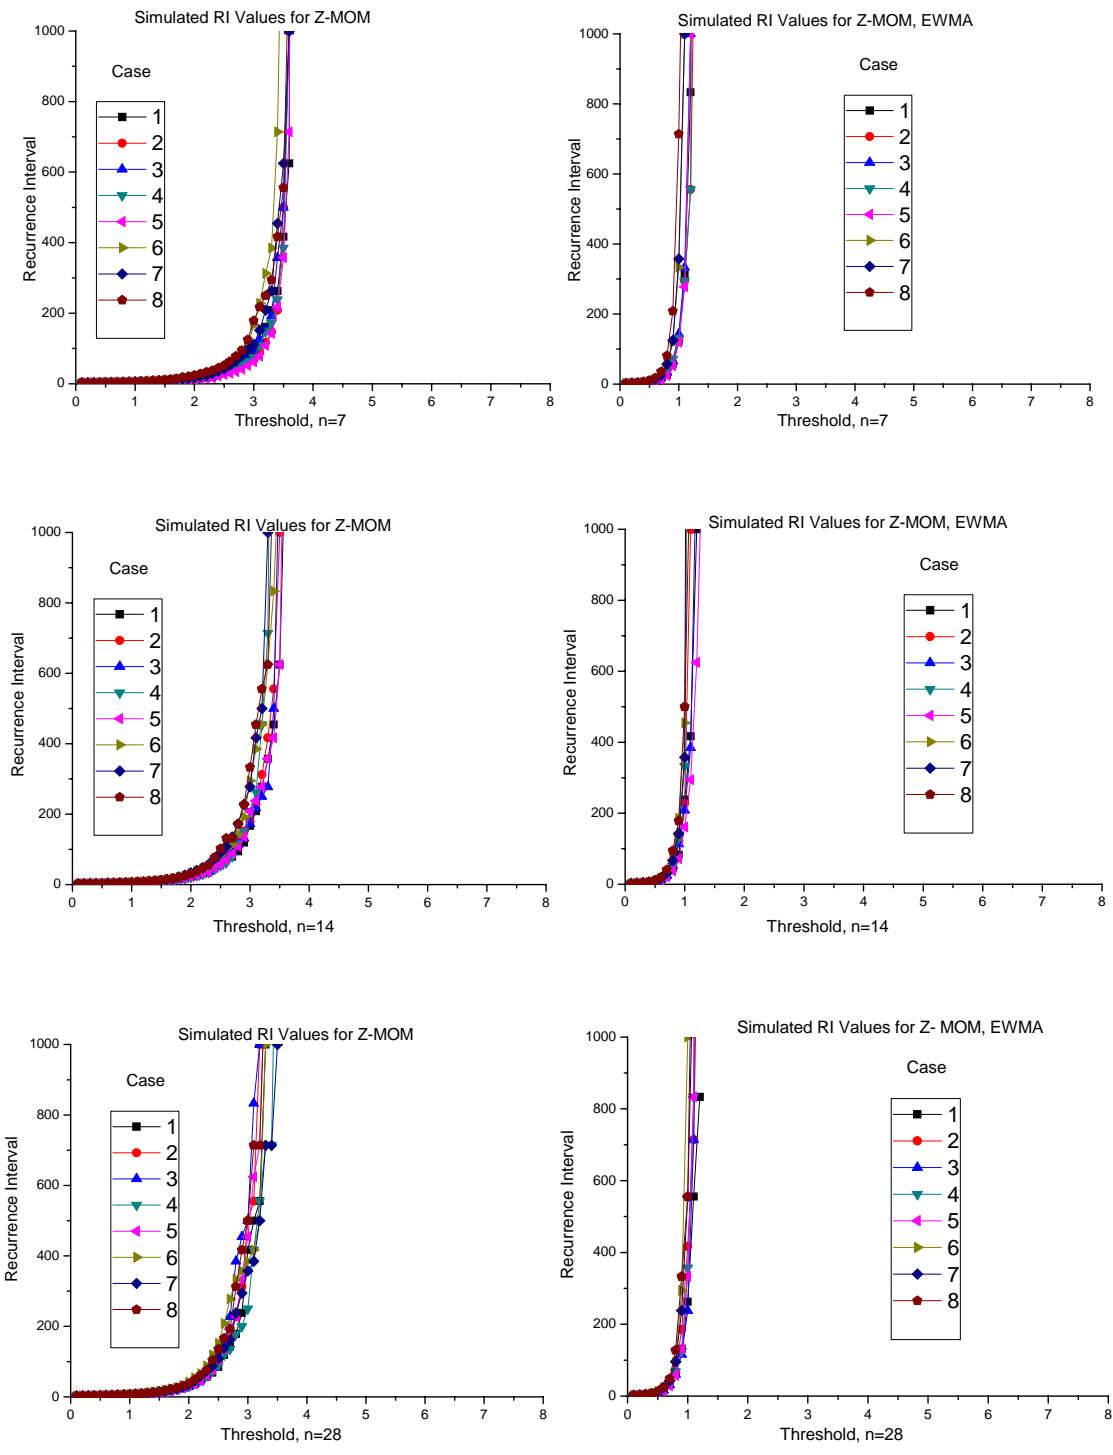 Simulated RI Values for Z-MOM
Recurrence Interval
1000
800
600
400
200
0
Case
1
2
3
4
5
6
7
8
0 1 2 3 4 5 6 7 8
Threshold, n=7
Simulated RI Values for Z-MOM, EWMA
Recurrence Interval
1000
800
600
400
200
0
Case
1
2
3
4
5
6
7
8
0 1 2 3 4 5 6 7 8
Threshold, n=7
Simulated RI Values for Z-MOM
Recurrence Interval
1000
800
600
400
200
0
Case
1
2
3
4
5
6
7
8
0 1 2 3 4 5 6 7 8
Threshold, n=14
Simulated RI Values for Z-MOM, EWMA
Recurrence Interval
1000
800
600
400
200
0
Case
1
2
3
4
5
6
7
8
0 1 2 3 4 5 6 7 8
Threshold, n=14
Simulated RI Values for Z-MOM
Recurrence Interval
1000
800
600
400
200
0
Case
1
2
3
4
5
6
7
8
0 1 2 3 4 5 6 7 8
Threshold, n=28
Simulated RI Values for Z- MOM, EWMA
Recurrence Interval
1000
800
600
400
200
0
Case
1
2
3
4
5
6
7
8
0 1 2 3 4 5 6 7 8
Threshold, n=28